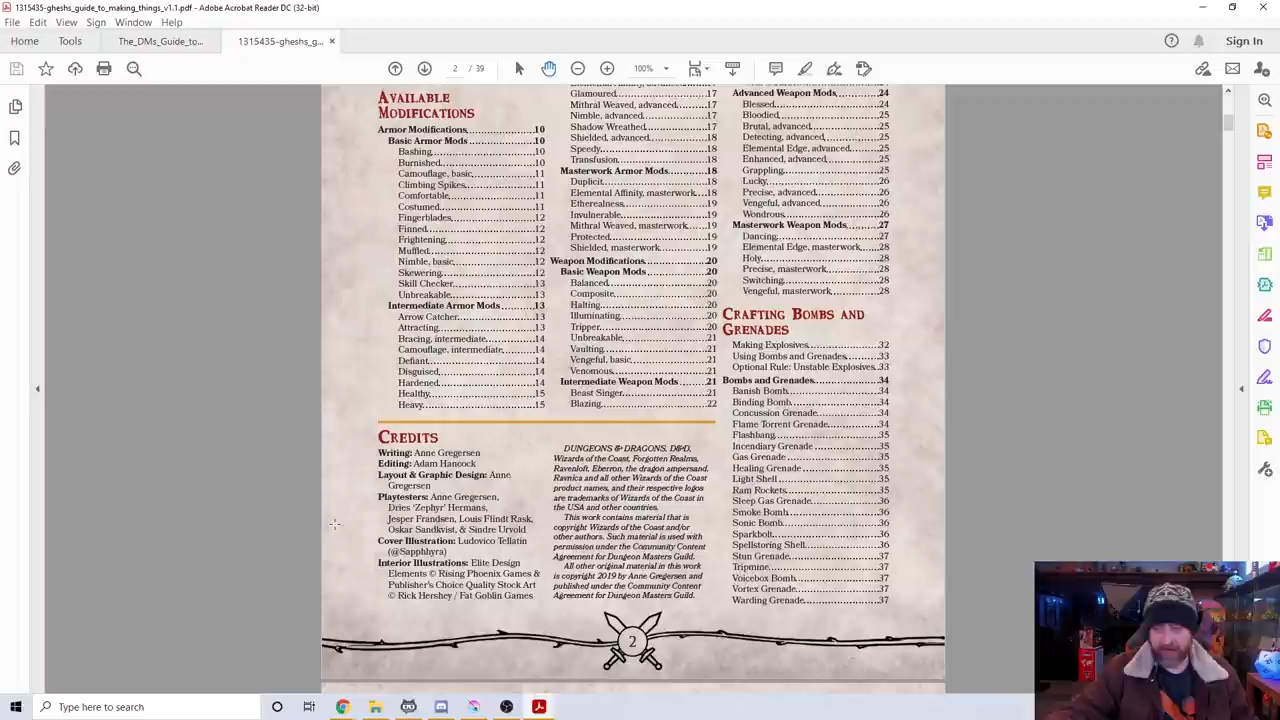 1315435-gheshs_guide_to_making_things_v1.1.pdf - Adobe Acrobat Reader DC (32-bit)
File Edit View Sign Window Help
Home Tools The_DMs_Guide_to... 1315435-gheshs_g... ×
Sign In
2 / 39
100%
AVAILABLE
MODIFICATIONS
Armor Modifications 10
Basic Armor Mods 10
Bashing 10
Burnished 10
Camouflage, basic 11
Climbing Spikes 11
Comfortable 11
Costumed 11
Fingerblades 12
Finned 12
Frightening 12
Muffled 12
Nimble, basic 12
Skewering 12
Skill Checker 13
Unbreakable 13
Intermediate Armor Mods 13
Arrow Catcher 13
Attracting 13
Bracing, intermediate 14
Camouflage, intermediate 14
Defiant 14
Disguised 14
Hardened 14
Healthy 15
Heavy 15
Glamoured 17
Mithral Weaved, advanced 17
Nimble, advanced 17
Shadow Wreathed 17
Shielded, advanced 18
Speedy 18
Transfusion 18
Masterwork Armor Mods 18
Duplicit 18
Elemental Affinity, masterwork 18
Etherealness 19
Invulnerable 19
Mithral Weaved, masterwork 19
Protected 19
Shielded, masterwork 19
Weapon Modifications 20
Basic Weapon Mods 20
Balanced 20
Composite 20
Halting 20
Illuminating 20
Tripper 20
Unbreakable 21
Vaulting 21
Vengeful, basic 21
Venomous 21
Intermediate Weapon Mods 21
Beast Singer 21
Blazing 22
Advanced Weapon Mods 24
Blessed 24
Bloodied 25
Brutal, advanced 25
Detecting, advanced 25
Elemental Edge, advanced 25
Enhanced, advanced 25
Grappling 25
Lucky 26
Precise, advanced 26
Vengeful, advanced 26
Wondrous 26
Masterwork Weapon Mods 27
Dancing 27
Elemental Edge, masterwork 28
Holy 28
Precise, masterwork 28
Switching 28
Vengeful, masterwork 28
CRAFTING BOMBS AND
GRENADES
Making Explosives 32
Using Bombs and Grenades 33
Optional Rule: Unstable Explosives 33
Bombs and Grenades 34
Banish Bomb 34
Binding Bomb 34
Concussion Grenade 34
Flame Torrent Grenade 34
Flashbang 35
Incendiary Grenade 35
Gas Grenade 35
Healing Grenade 35
Light Shell 35
Ram Rockets 35
Sleep Gas Grenade 36
Smoke Bomb 36
Sonic Bomb 36
Sparkbolt 36
Spellstoring Shell 36
Stun Grenade 37
Tripmine 37
Voicebox Bomb 37
Vortex Grenade 37
Warding Grenade 37
CREDITS
Writing: Anne Gregersen
Editing: Adam Hancock
Layout & Graphic Design: Anne
Gregersen
Playtesters: Anne Gregersen,
Dries 'Zephyr' Hermans,
Jesper Frandsen, Louis Flindt Rask,
Oskar Sandkvist, & Sindre Urvold
Cover Illustration: Ludovico Tellatin
(@Sapphhyra)
Interior Illustrations: Elite Design
Elements © Rising Phoenix Games &
Publisher's Choice Quality Stock Art
© Rick Hershey / Fat Goblin Games
DUNGEONS & DRAGONS, D&D,
Wizards of the Coast, Forgotten Realms,
Ravenloft, Eberron, the dragon ampersand,
Ravnica and all other Wizards of the Coast
product names, and their respective logos
are trademarks of Wizards of the Coast in
the USA and other countries.
This work contains material that is
copyright Wizards of the Coast and/or
other authors. Such material is used with
permission under the Community Content
Agreement for Dungeon Masters Guild.
All other original material in this work
is copyright 2019 by Anne Gregersen and
published under the Community Content
Agreement for Dungeon Masters Guild.
2
Type here to search